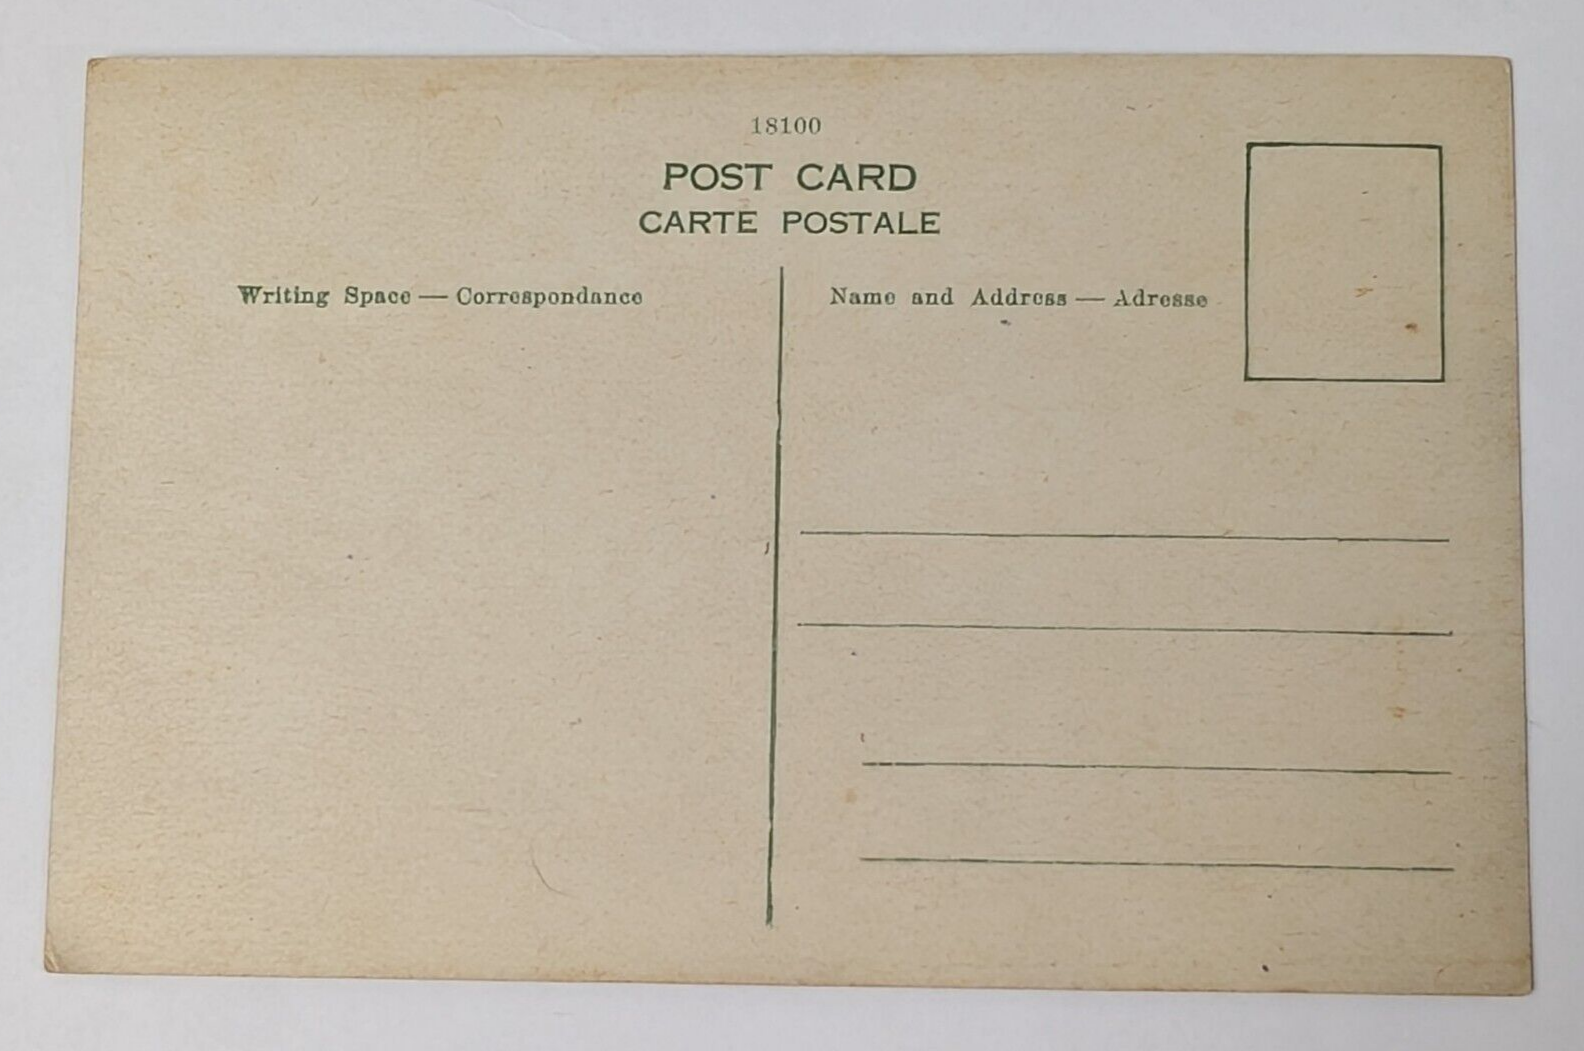 18100
POST CARD
CARTE POSTALE
Writing Space — Correspondance
Name and Address — Adresse